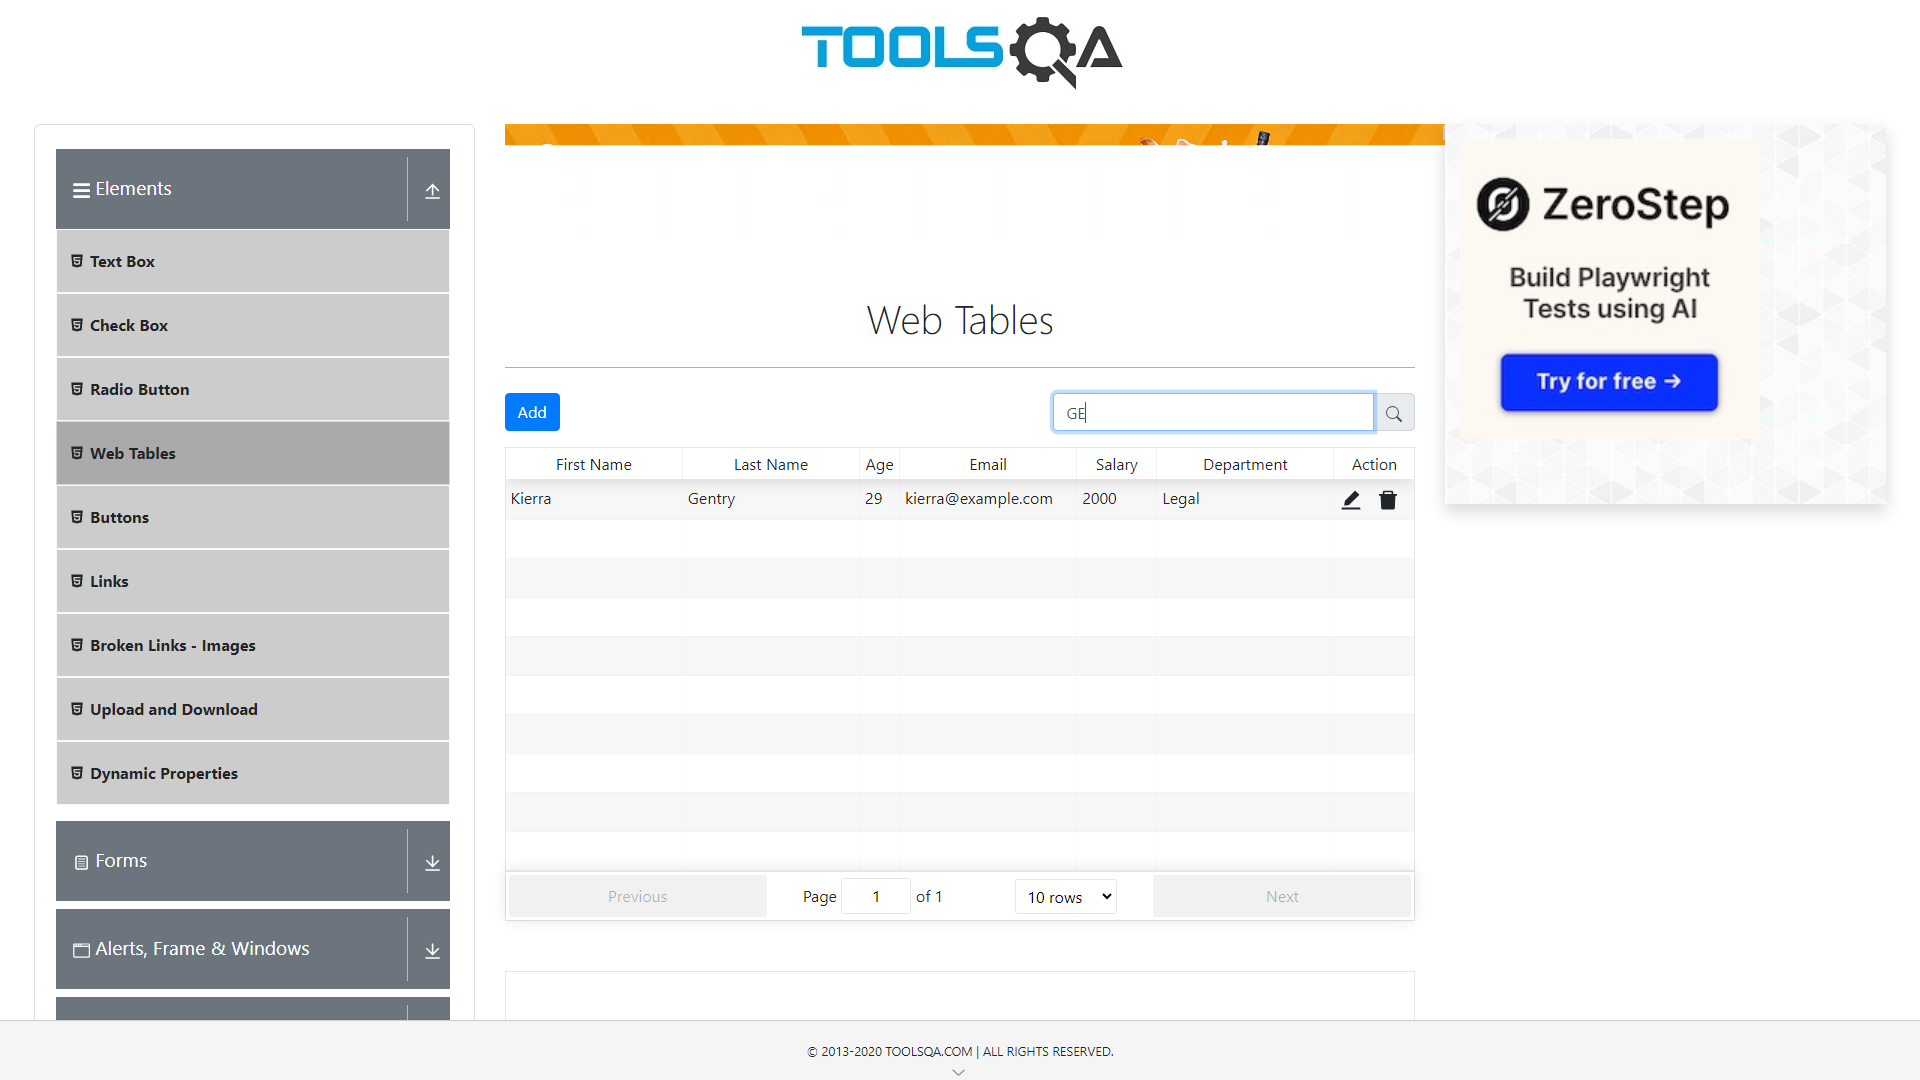 TOOLSQA
Elements
Text Box
Check Box
Radio Button
Web Tables
Buttons
Links
Broken Links - Images
Upload and Download
Dynamic Properties
Forms
Alerts, Frame & Windows
Web Tables
Add
GE
First Name Last Name Age Email Salary Department Action
Kierra Gentry 29 kierra@example.com 2000 Legal
Previous Page 1 of 1 10 rows Next
ZeroStep
Build Playwright
Tests using AI
Try for free →
© 2013-2020 TOOLSQA.COM | ALL RIGHTS RESERVED.